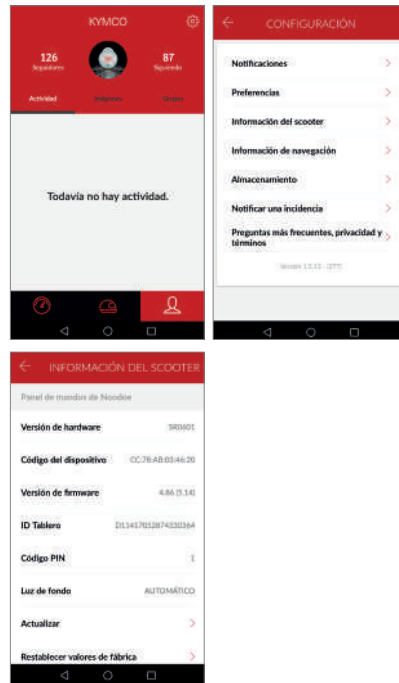 KYMCO
126
Seguidores
87
Siguiendo
Actividad
Imágenes
Grupos
Todavía no hay actividad.
CONFIGURACIÓN
Notificaciones
Preferencias
Información del scooter
Información de navegación
Almacenamiento
Notificar una incidencia
Preguntas más frecuentes, privacidad y
términos
INFORMACIÓN DEL SCOOTER
Panel de mandos de Noodoe
Versión de hardware
SR0601
Código del dispositivo
CC:78:AB:03:46:20
Versión de firmware
4.86 (5.14)
ID Tablero
Código PIN
1
Luz de fondo
AUTOMÁTICO
Actualizar
Restablecer valores de fábrica